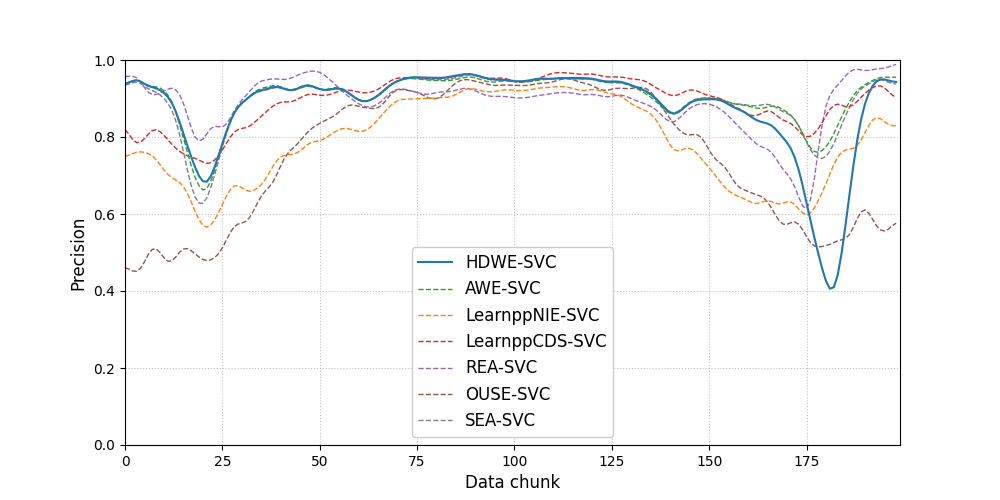 1.0
0.8
0.6
0.4
0.2
0.0
Precision
0 25 50 75 100 125 150 175
Data chunk
HDWE-SVC
AWE-SVC
LearnppNIE-SVC
LearnppCDS-SVC
REA-SVC
OUSE-SVC
SEA-SVC